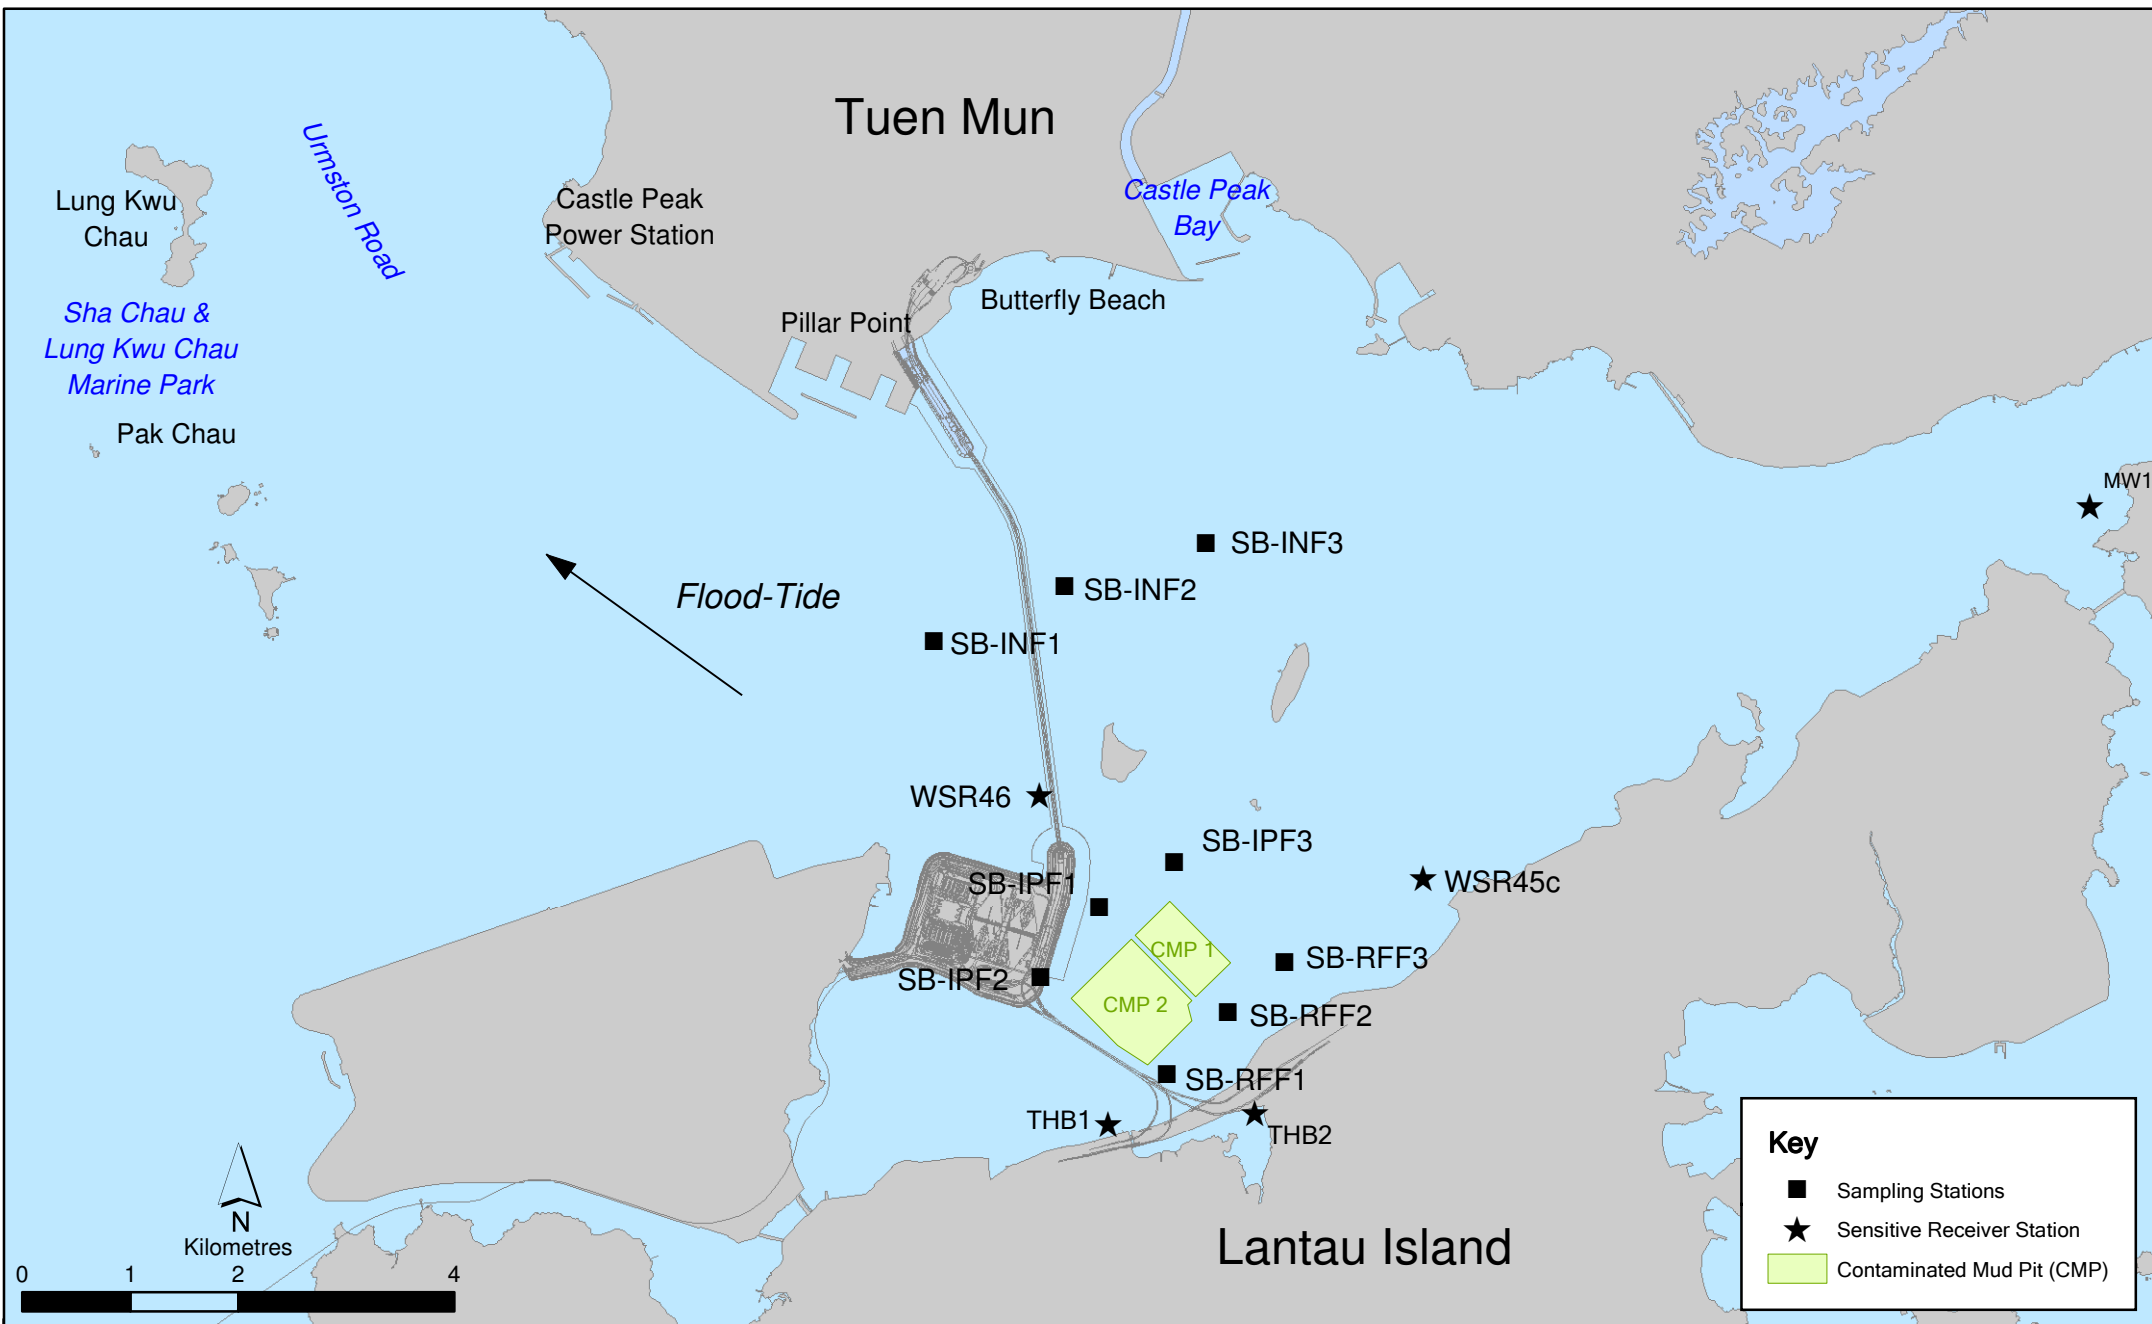 Tuen Mun
Urmston Road
Lung Kwu
Chau
Castle Peak
Power Station
Castle Peak
Bay
Sha Chau &
Lung Kwu Chau
Marine Park
Butterfly Beach
Pillar Point
Pak Chau
MW1
SB-INF3
SB-INF2
Flood-Tide
SB-INF1
WSR46
SB-IPF3
SB-IPF1
WSR45c
CMP 1
SB-RFF3
SB-IPF2
CMP 2
SB-RFF2
SB-RFF1
THB1
THB2
N
Kilometres
0 1 2 4
Lantau Island
Key
Sampling Stations
Sensitive Receiver Station
Contaminated Mud Pit (CMP)